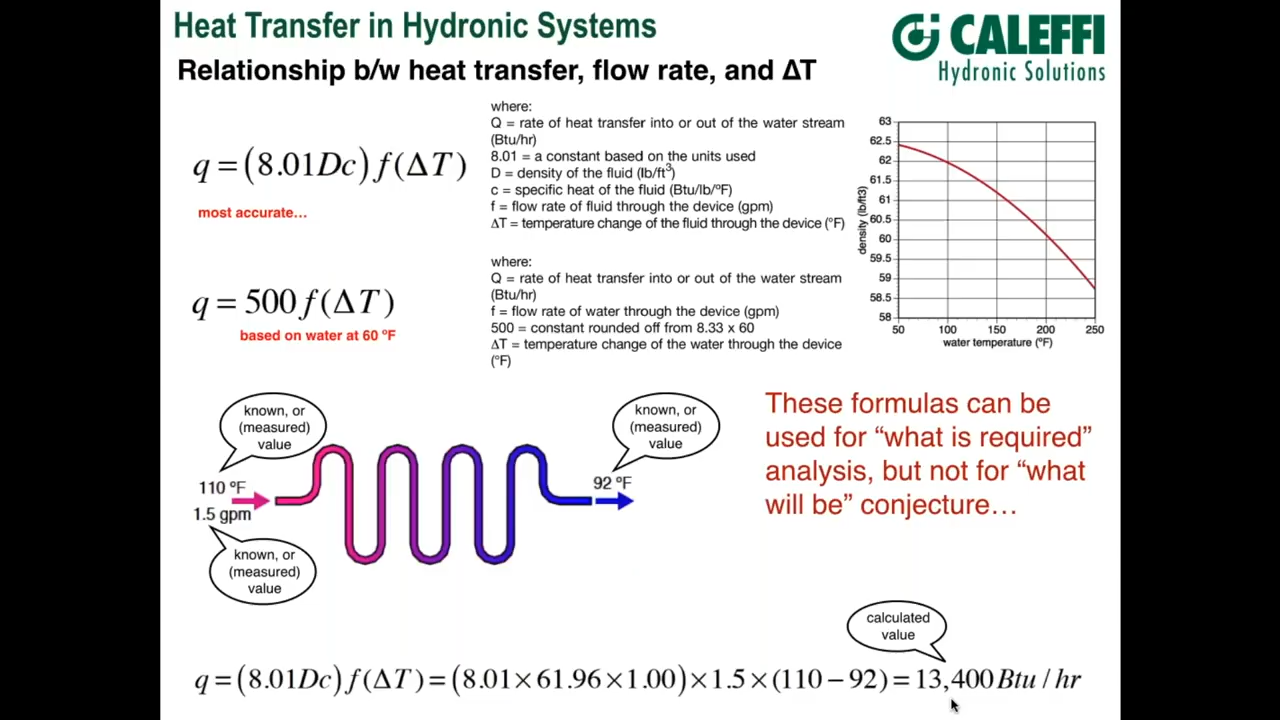 Heat Transfer in Hydronic Systems
CALEFFI
Hydronic Solutions
Relationship b/w heat transfer, flow rate, and ΔT
q = (8.01Dc) f (ΔT)
most accurate…
where:
Q = rate of heat transfer into or out of the water stream
(Btu/hr)
8.01 = a constant based on the units used
D = density of the fluid (lb/ft³)
c = specific heat of the fluid (Btu/lb/ºF)
f = flow rate of fluid through the device (gpm)
ΔT = temperature change of the fluid through the device (ºF)
q = 500 f (ΔT)
based on water at 60 ºF
where:
Q = rate of heat transfer into or out of the water stream
(Btu/hr)
f = flow rate of water through the device (gpm)
500 = constant rounded off from 8.33 x 60
ΔT = temperature change of the water through the device
(ºF)
density (lb/ft3)
63
62.5
62
61.5
61
60.5
60
59.5
59
58.5
58
50 100 150 200 250
water temperature (ºF)
known, or
(measured)
value
110 ºF
1.5 gpm
known, or
(measured)
value
known, or
(measured)
value
92 ºF
These formulas can be
used for “what is required”
analysis, but not for “what
will be” conjecture…
calculated
value
q = (8.01Dc) f (ΔT) = (8.01×61.96×1.00)×1.5×(110−92) = 13,400 Btu / hr